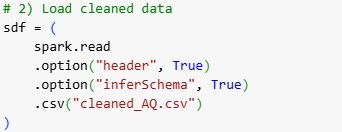 # 2) Load cleaned data
sdf = (
    spark.read
    .option("header", True)
    .option("inferSchema", True)
    .csv("cleaned_AQ.csv")
)